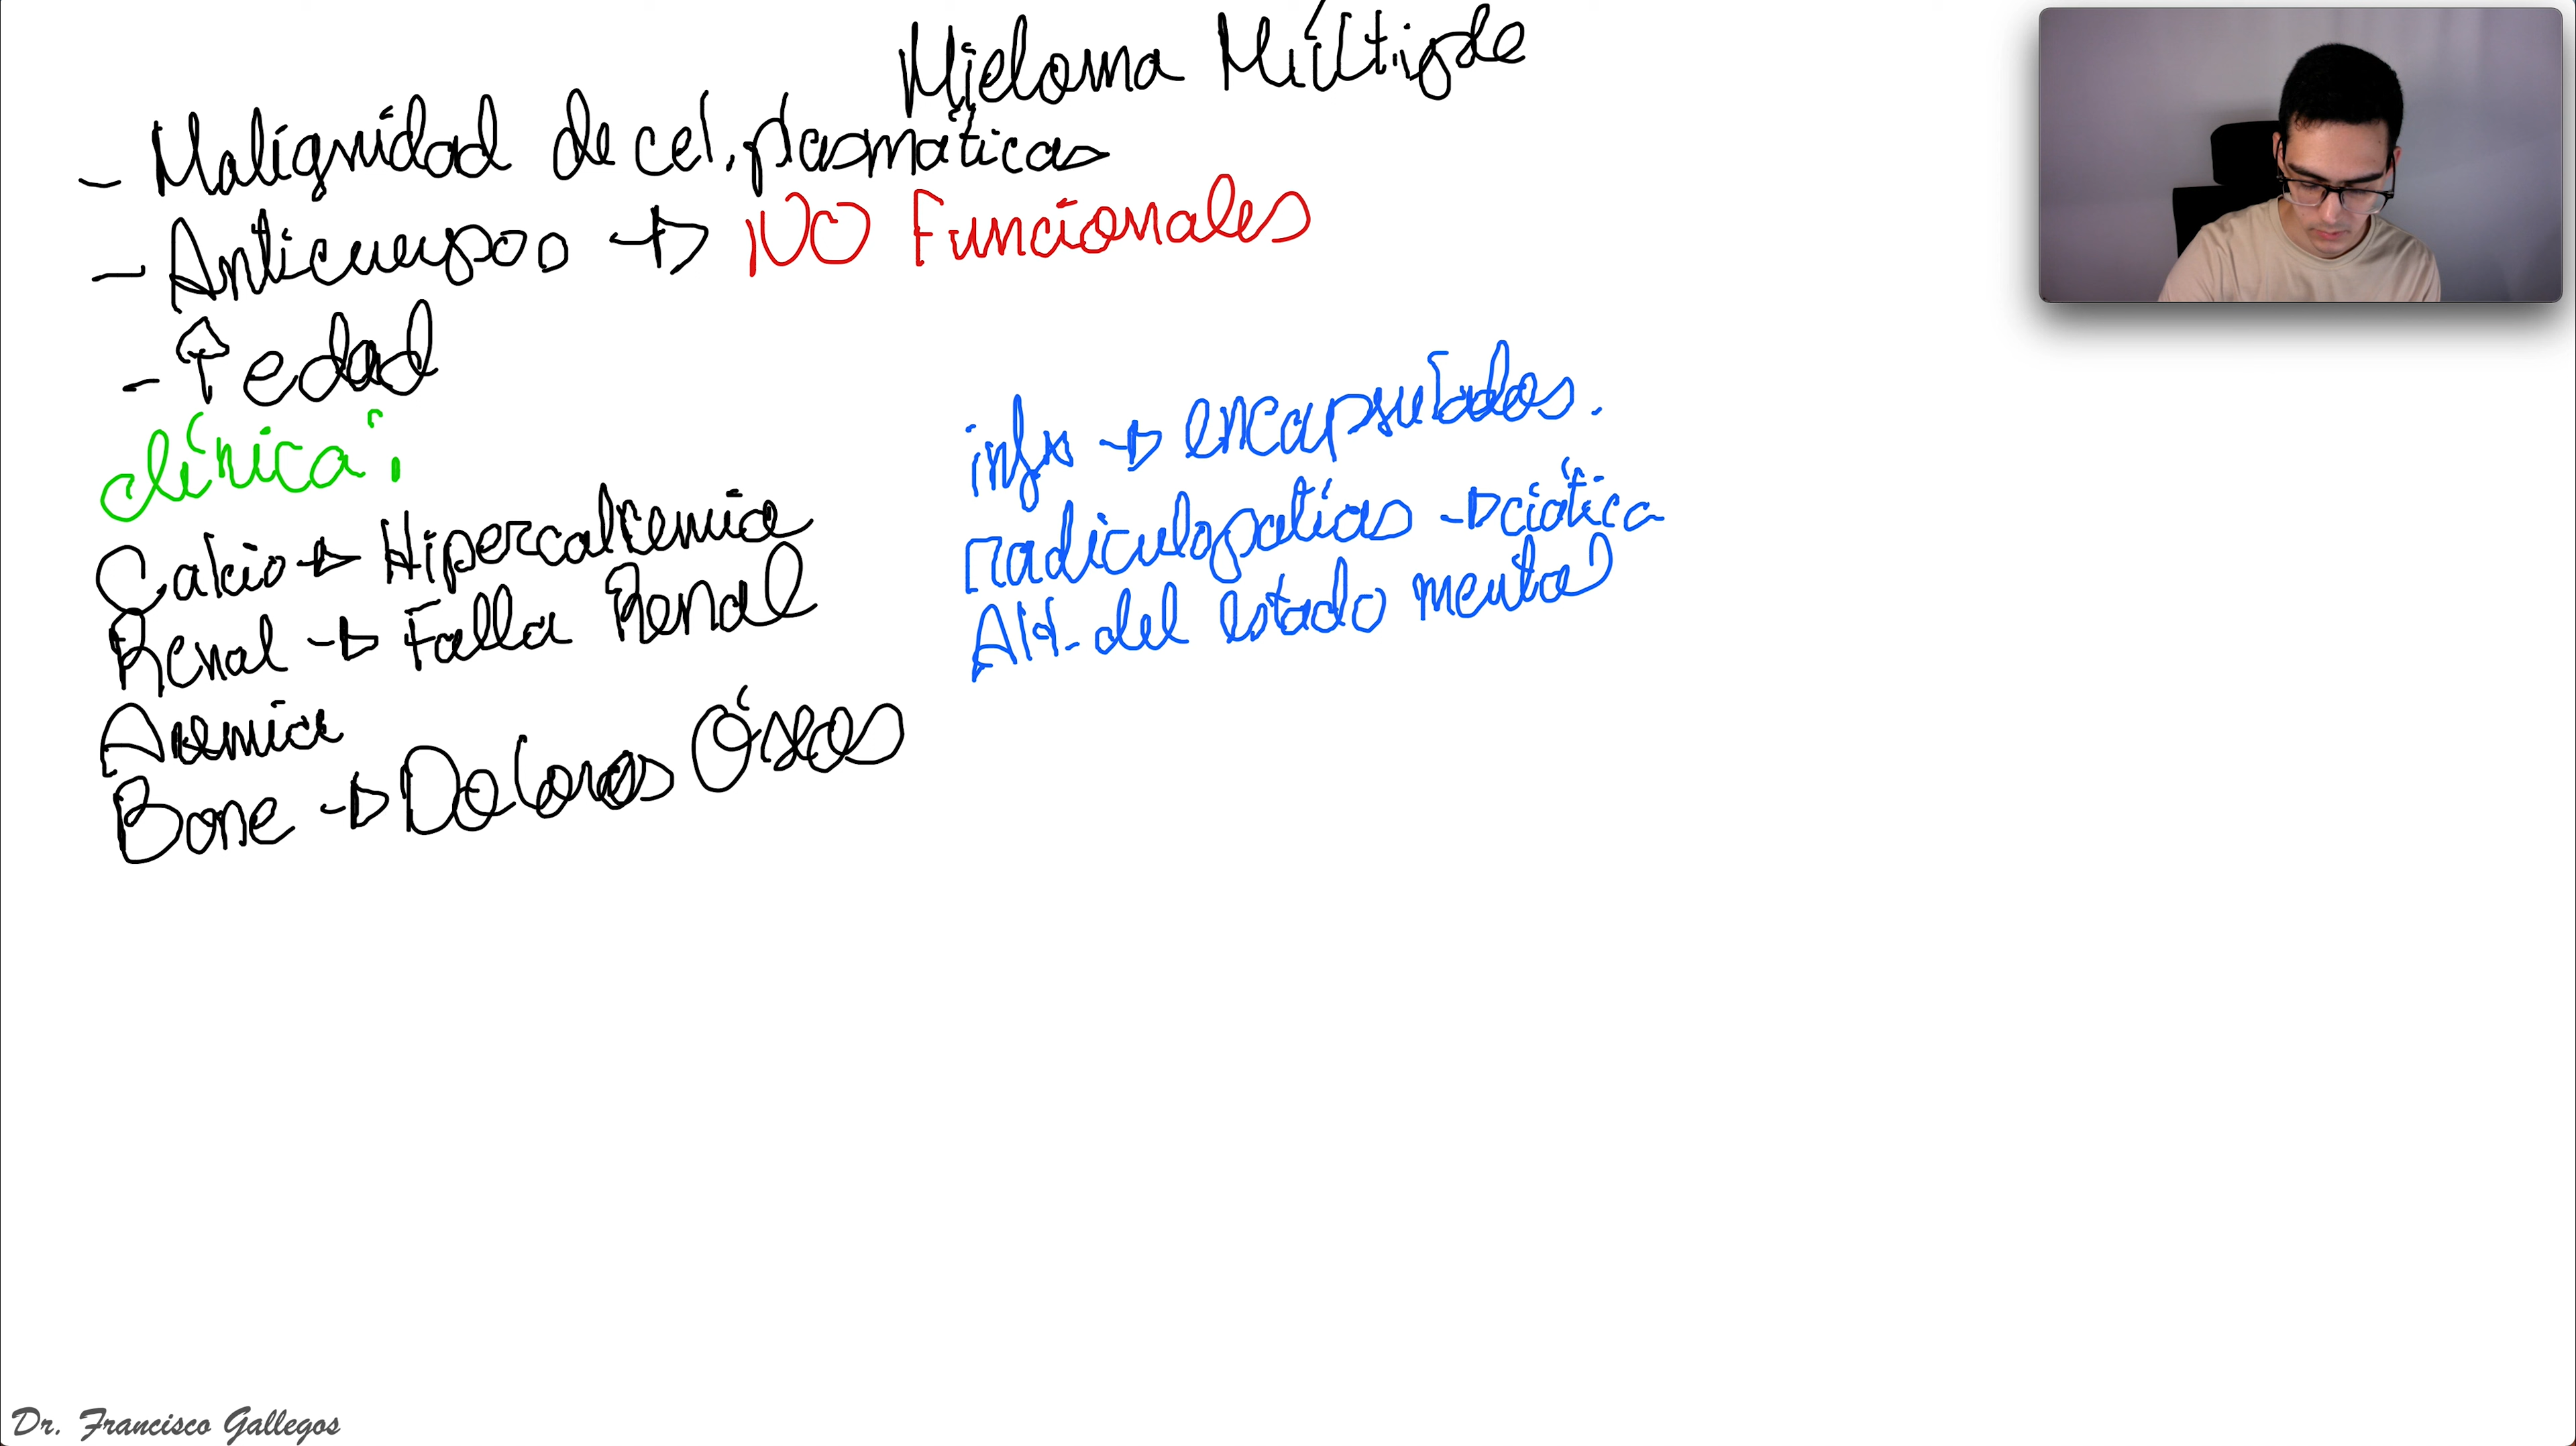 Mieloma Múltiple
- Malignidad de cel. plasmáticas
- Anticuerpos → NO Funcionales
- ↑ edad
clínica:
Calcio → Hipercalcemia
Renal → Falla Renal
Anemia
Bone → Dolores Óseos
infx → encapsulados.
radiculopatías → ciática
Alt. del estado mental
Dr. Francisco Gallegos